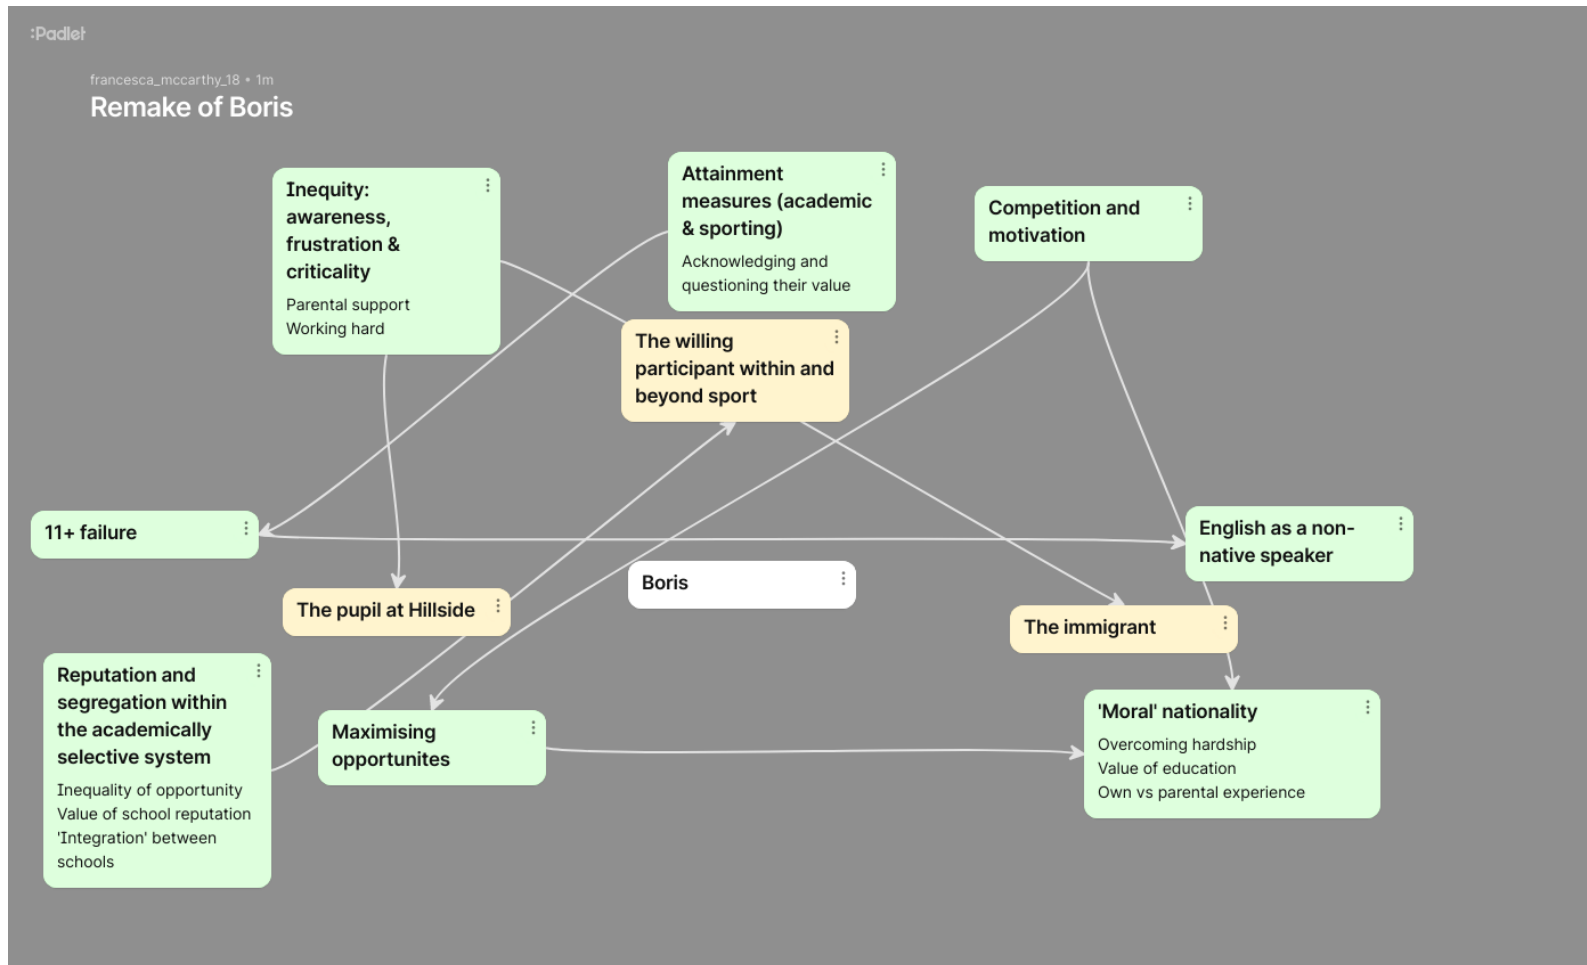 :Padlet
francesca_mccarthy_18 • 1m
Remake of Boris
Inequity:
awareness,
frustration &
criticality
Parental support
Working hard
Attainment
measures (academic
& sporting)
Acknowledging and
questioning their value
Competition and
motivation
The willing
participant within and
beyond sport
11+ failure
English as a non-
native speaker
Boris
The pupil at Hillside
The immigrant
Reputation and
segregation within
the academically
selective system
Inequality of opportunity
Value of school reputation
'Integration' between
schools
Maximising
opportunites
'Moral' nationality
Overcoming hardship
Value of education
Own vs parental experience